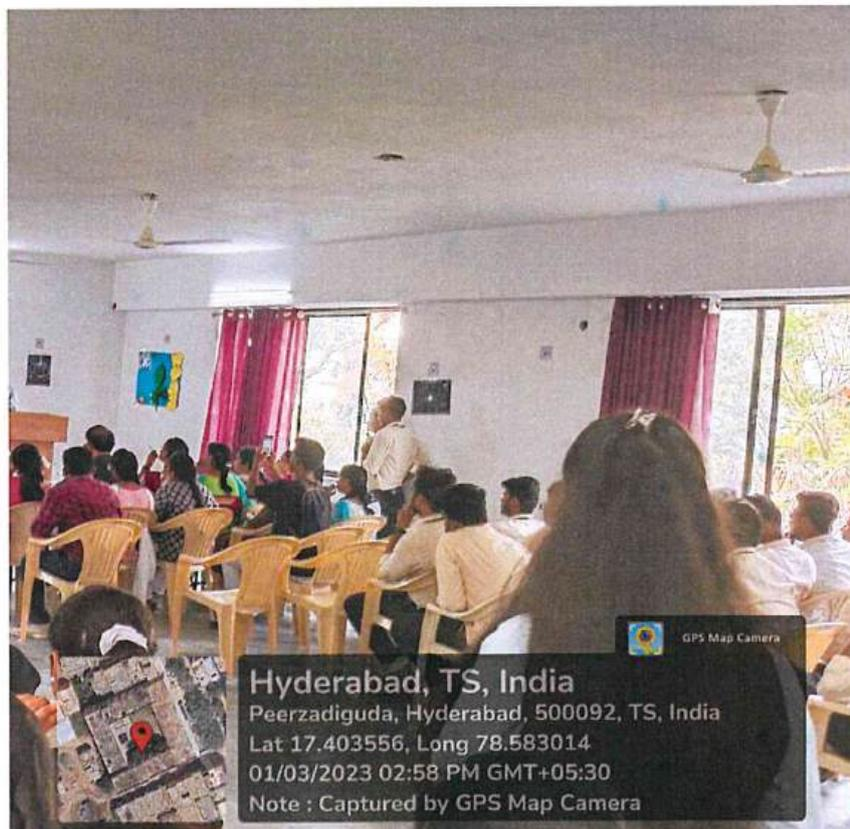 GPS Map Camera
Hyderabad, TS, India
Peerzadiguda, Hyderabad, 500092, TS, India
Lat 17.403556, Long 78.583014
01/03/2023 02:58 PM GMT+05:30
Note : Captured by GPS Map Camera